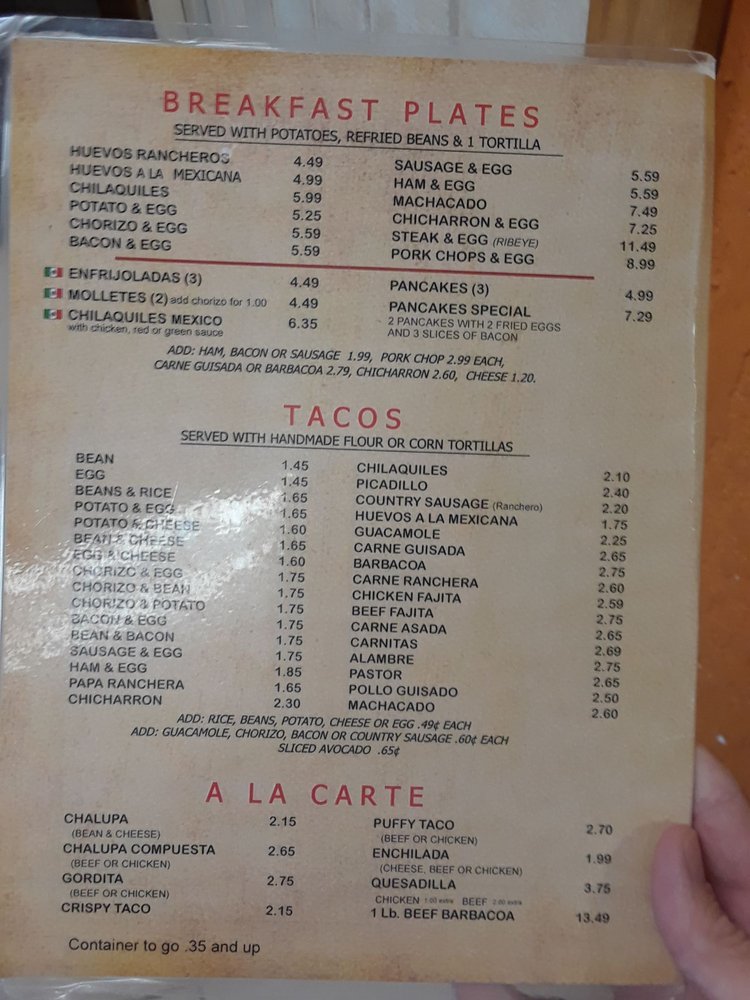 BREAKFAST PLATES
SERVED WITH POTATOES, REFRIED BEANS & 1 TORTILLA
HUEVOS RANCHEROS 4.49
HUEVOS A LA MEXICANA 4.99
CHILAQUILES 5.99
POTATO & EGG 5.25
CHORIZO & EGG 5.59
BACON & EGG 5.59
SAUSAGE & EGG 5.59
HAM & EGG 5.59
MACHACADO 7.49
CHICHARRON & EGG 7.25
STEAK & EGG (RIBEYE) 11.49
PORK CHOPS & EGG 8.99
ENFRIJOLADAS (3) 4.49
MOLLETES (2) add chorizo for 1.00 4.49
CHILAQUILES MEXICO 6.35
with chicken, red or green sauce
PANCAKES (3) 4.99
PANCAKES SPECIAL 7.29
2 PANCAKES WITH 2 FRIED EGGS
AND 3 SLICES OF BACON
ADD: HAM, BACON OR SAUSAGE 1.99, PORK CHOP 2.99 EACH,
CARNE GUISADA OR BARBACOA 2.79, CHICHARRON 2.60, CHEESE 1.20.
TACOS
SERVED WITH HANDMADE FLOUR OR CORN TORTILLAS
BEAN 1.45
EGG 1.45
BEANS & RICE 1.65
POTATO & EGG 1.65
POTATO & CHEESE 1.60
BEAN & CHEESE 1.65
EGG & CHEESE 1.60
CHORIZO & EGG 1.75
CHORIZO & BEAN 1.75
CHORIZO & POTATO 1.75
BACON & EGG 1.75
BEAN & BACON 1.75
SAUSAGE & EGG 1.75
HAM & EGG 1.85
PAPA RANCHERA 1.65
CHICHARRON 2.30
CHILAQUILES 2.10
PICADILLO 2.40
COUNTRY SAUSAGE (Ranchero) 2.20
HUEVOS A LA MEXICANA 1.75
GUACAMOLE 2.25
CARNE GUISADA 2.65
BARBACOA 2.75
CARNE RANCHERA 2.60
CHICKEN FAJITA 2.59
BEEF FAJITA 2.75
CARNE ASADA 2.65
CARNITAS 2.69
ALAMBRE 2.75
PASTOR 2.65
POLLO GUISADO 2.50
MACHACADO 2.60
ADD: RICE, BEANS, POTATO, CHEESE OR EGG .49¢ EACH
ADD: GUACAMOLE, CHORIZO, BACON OR COUNTRY SAUSAGE .60¢ EACH
SLICED AVOCADO .65¢
A LA CARTE
CHALUPA 2.15
(BEAN & CHEESE)
CHALUPA COMPUESTA 2.65
(BEEF OR CHICKEN)
GORDITA 2.75
(BEEF OR CHICKEN)
CRISPY TACO 2.15
PUFFY TACO 2.70
(BEEF OR CHICKEN)
ENCHILADA 1.99
(CHEESE, BEEF OR CHICKEN)
QUESADILLA 3.75
CHICKEN 1.00 extra BEEF 2.00 extra
1 Lb. BEEF BARBACOA 13.49
Container to go .35 and up